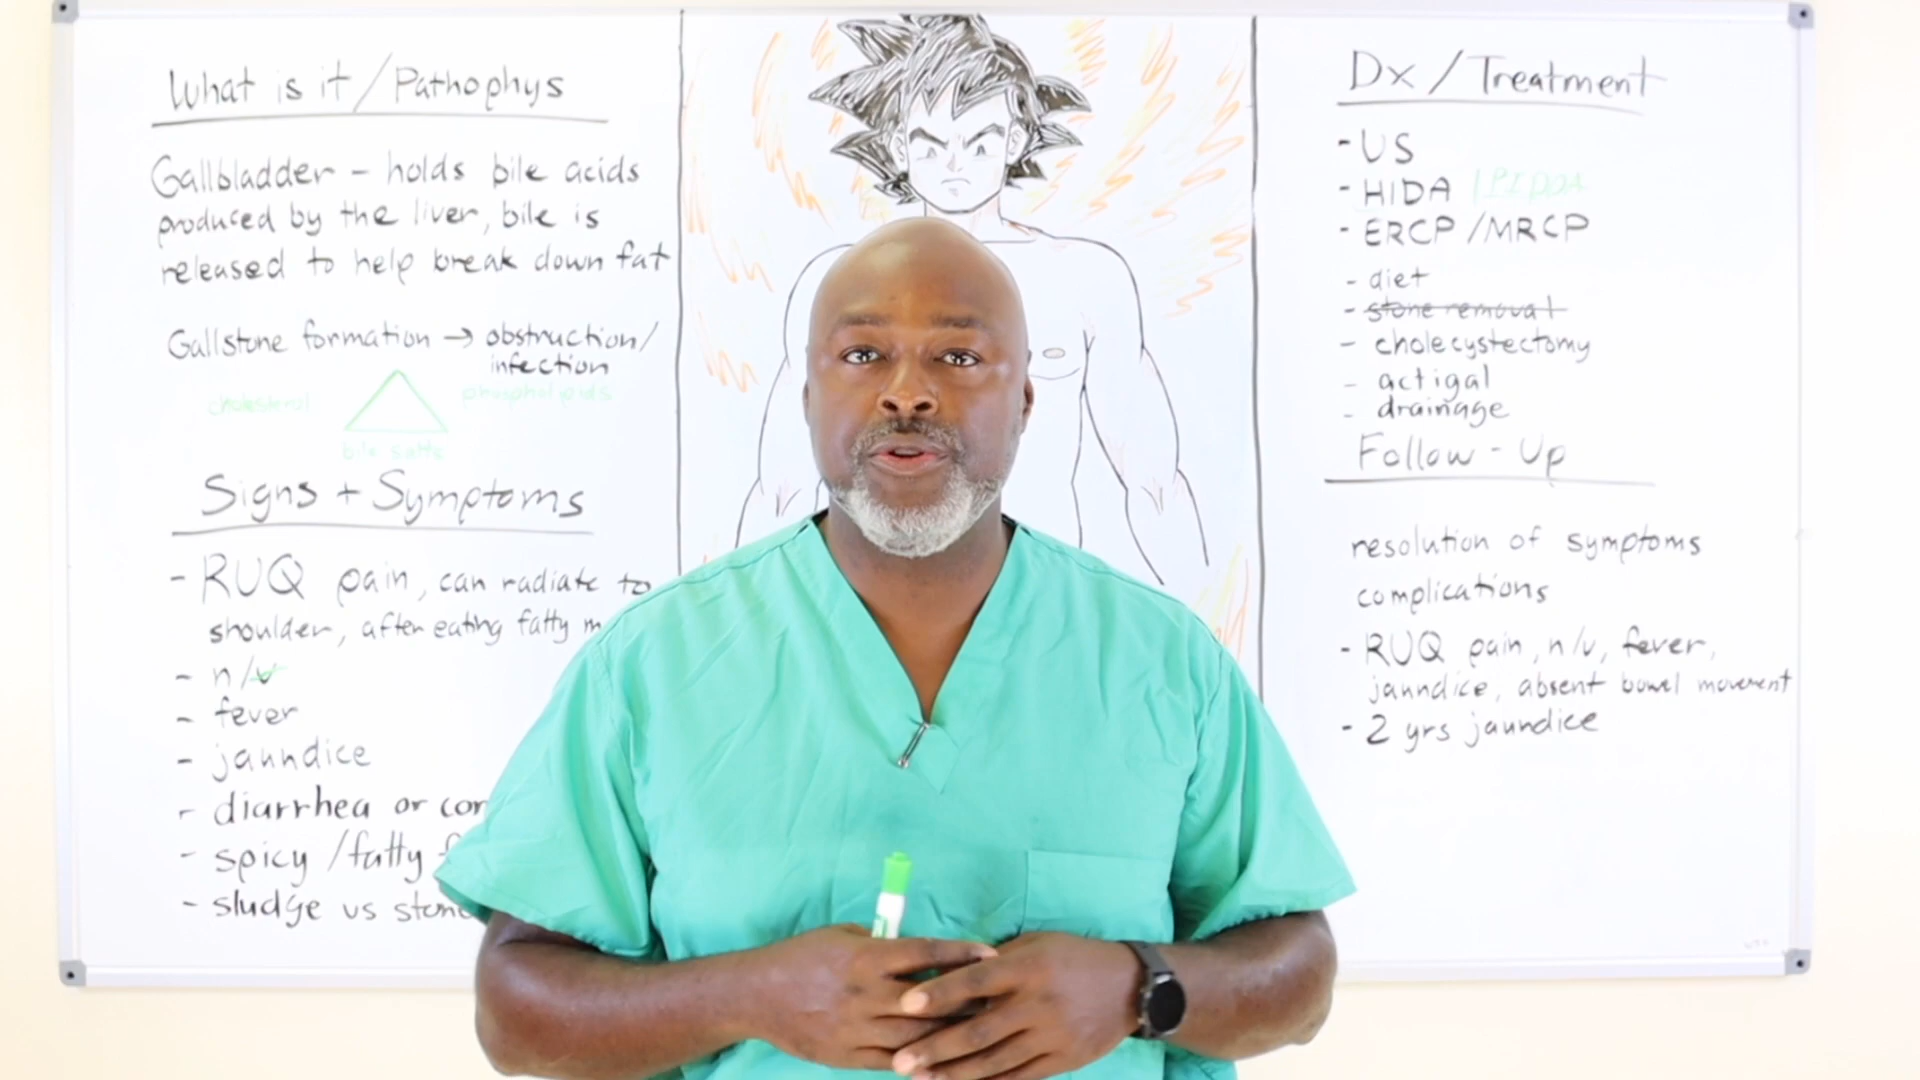 What is it / Pathophys
Gallbladder - holds bile acids
produced by the liver, bile is
released to help break down fat
Gallstone formation → obstruction/
infection
cholesterol
phospholipids
bile salts
Signs + Symptoms
- RUQ pain, can radiate to
shoulder, after eating fatty
- n/v
- fever
- jaundice
- diarrhea or
- spicy / fatty
- sludge vs stone
Dx / Treatment
- US
- HIDA /
- ERCP / MRCP
- diet
- stone removal
- cholecystectomy
- actigal
- drainage
Follow-Up
resolution of symptoms
complications
- RUQ pain, n/v, fever,
jaundice, absent bowel movement
- 2 yrs jaundice